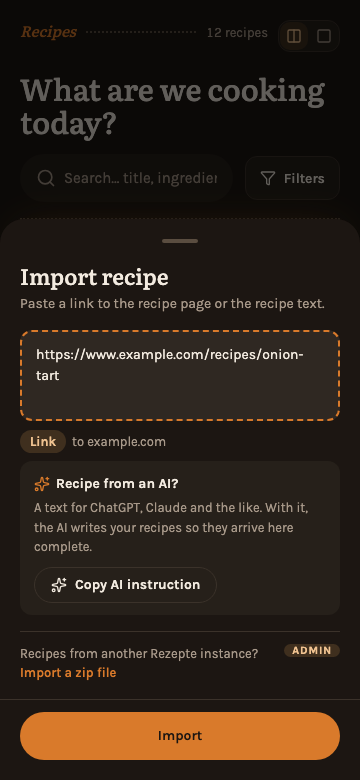 Recipes 12 recipes
What are we cooking
today?
Search... title, ingredien
Filters
Import recipe
Paste a link to the recipe page or the recipe text.
https://www.example.com/recipes/onion-
tart
Link to example.com
Recipe from an AI?
A text for ChatGPT, Claude and the like. With it,
the AI writes your recipes so they arrive here
complete.
Copy AI instruction
Recipes from another Rezepte instance? ADMIN
Import a zip file
Import